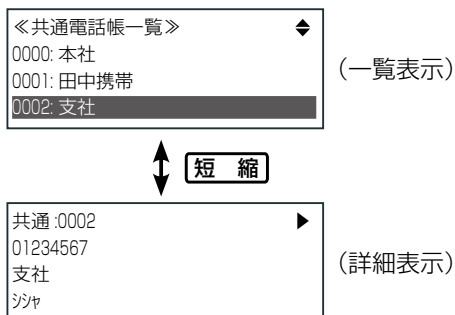 ≪共通電話帳一覧≫
0000: 本社
0001: 田中携帯
0002: 支社
（一覧表示）
短 縮
共通 :0002
01234567
支社
ｼｼｬ
（詳細表示）